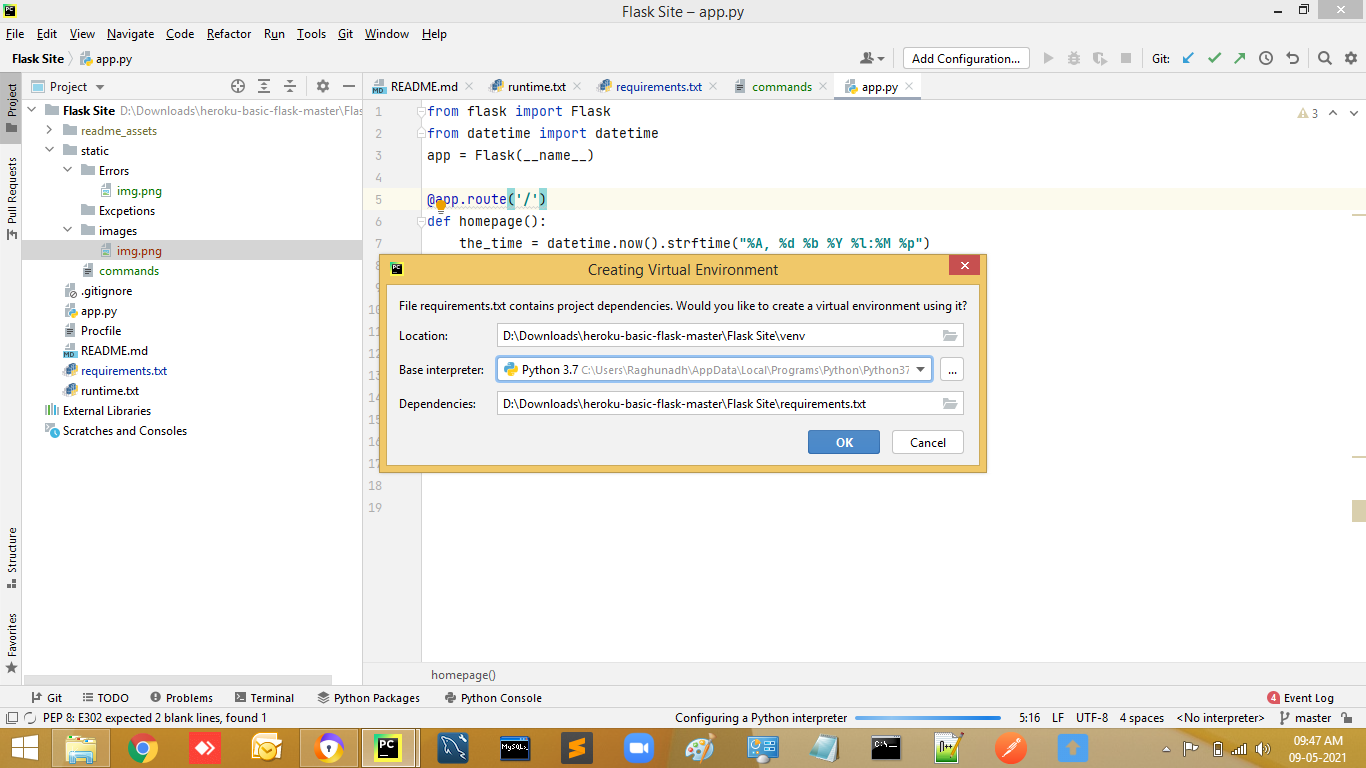 Flask Site – app.py
File Edit View Navigate Code Refactor Run Tools Git Window Help
Flask Site app.py Add Configuration... Git:
Project README.md runtime.txt requirements.txt commands app.py
Project
Pull Requests
Structure
Favorites
Flask Site D:\Downloads\heroku-basic-flask-master\Flas
readme_assets
static
Errors
img.png
Excpetions
images
img.png
commands
.gitignore
app.py
Procfile
README.md
requirements.txt
runtime.txt
External Libraries
Scratches and Consoles
1 from flask import Flask
2 from datetime import datetime
3 app = Flask(__name__)
4
5 @app.route('/')
6 def homepage():
7 the_time = datetime.now().strftime("%A, %d %b %Y %l:%M %p")
3
10
11
12
13
14
15
16
17
18
19
Creating Virtual Environment
File requirements.txt contains project dependencies. Would you like to create a virtual environment using it?
Location: D:\Downloads\heroku-basic-flask-master\Flask Site\venv
Base interpreter: Python 3.7 C:\Users\Raghunadh\AppData\Local\Programs\Python\Python37 ...
Dependencies: D:\Downloads\heroku-basic-flask-master\Flask Site\requirements.txt
OK Cancel
homepage()
Git TODO Problems Terminal Python Packages Python Console 4 Event Log
PEP 8: E302 expected 2 blank lines, found 1 Configuring a Python interpreter 5:16 LF UTF-8 4 spaces <No interpreter> master
09:47 AM
09-05-2021